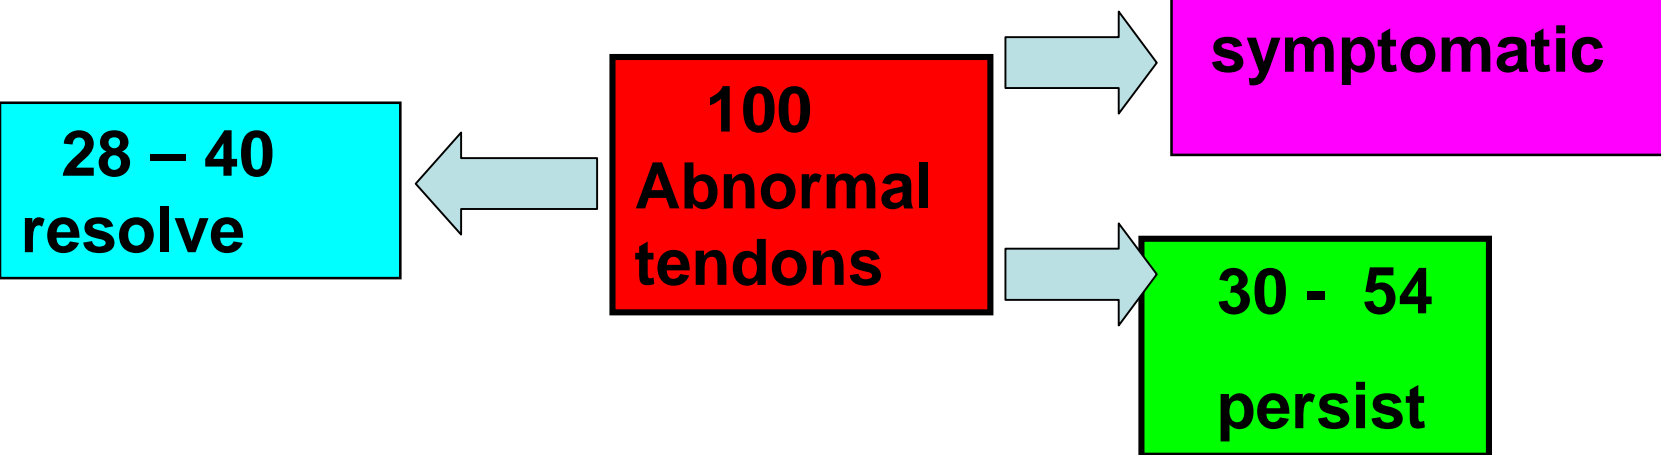 28 – 40
resolve
100
Abnormal
tendons
symptomatic
30 - 54
persist